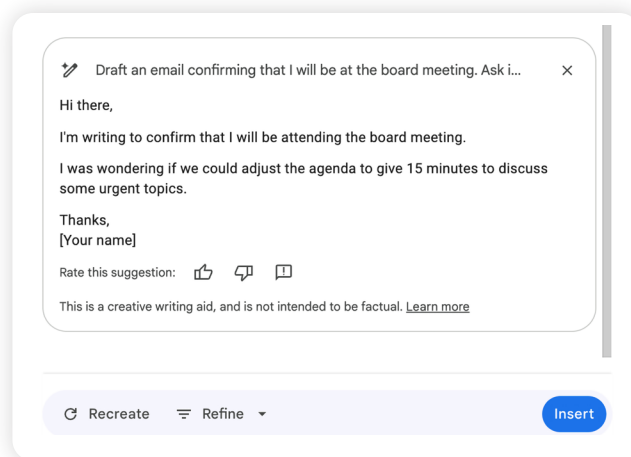 Draft an email confirming that I will be at the board meeting. Ask i...
Hi there,
I'm writing to confirm that I will be attending the board meeting.
I was wondering if we could adjust the agenda to give 15 minutes to discuss
some urgent topics.
Thanks,
[Your name]
Rate this suggestion:
This is a creative writing aid, and is not intended to be factual. Learn more
Recreate Refine Insert